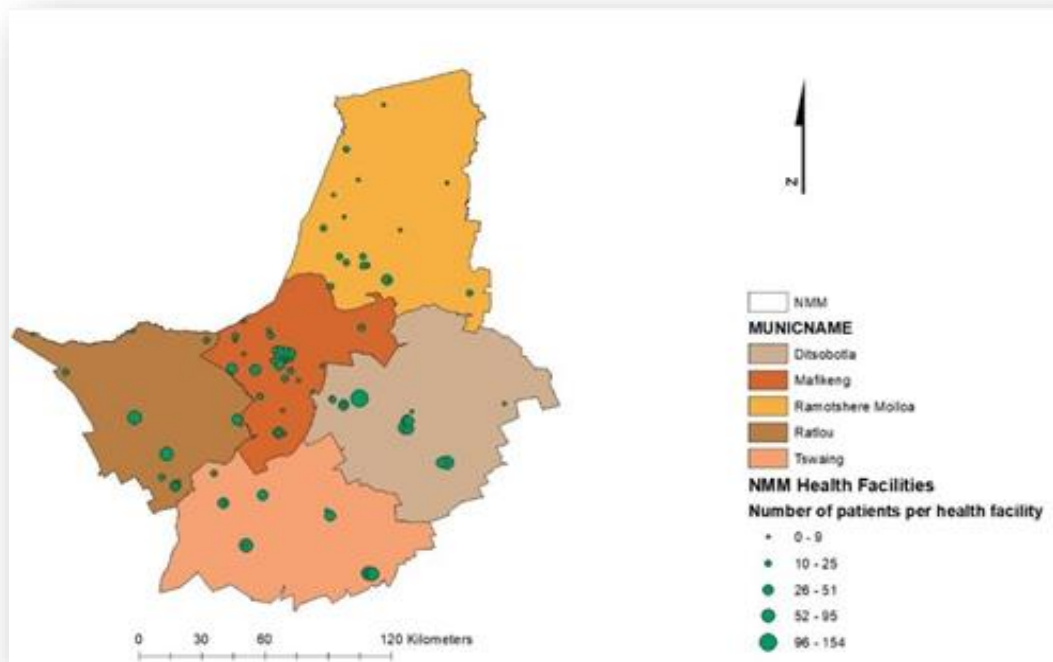 N
NMM
MUNICNAME
Ditsobotla
Mafikeng
Ramotshere Moiloa
Ratlou
Tswaing
NMM Health Facilities
Number of patients per health facility
0 - 9
10 - 25
26 - 51
52 - 95
96 - 154
0 30 60 120 Kilometers